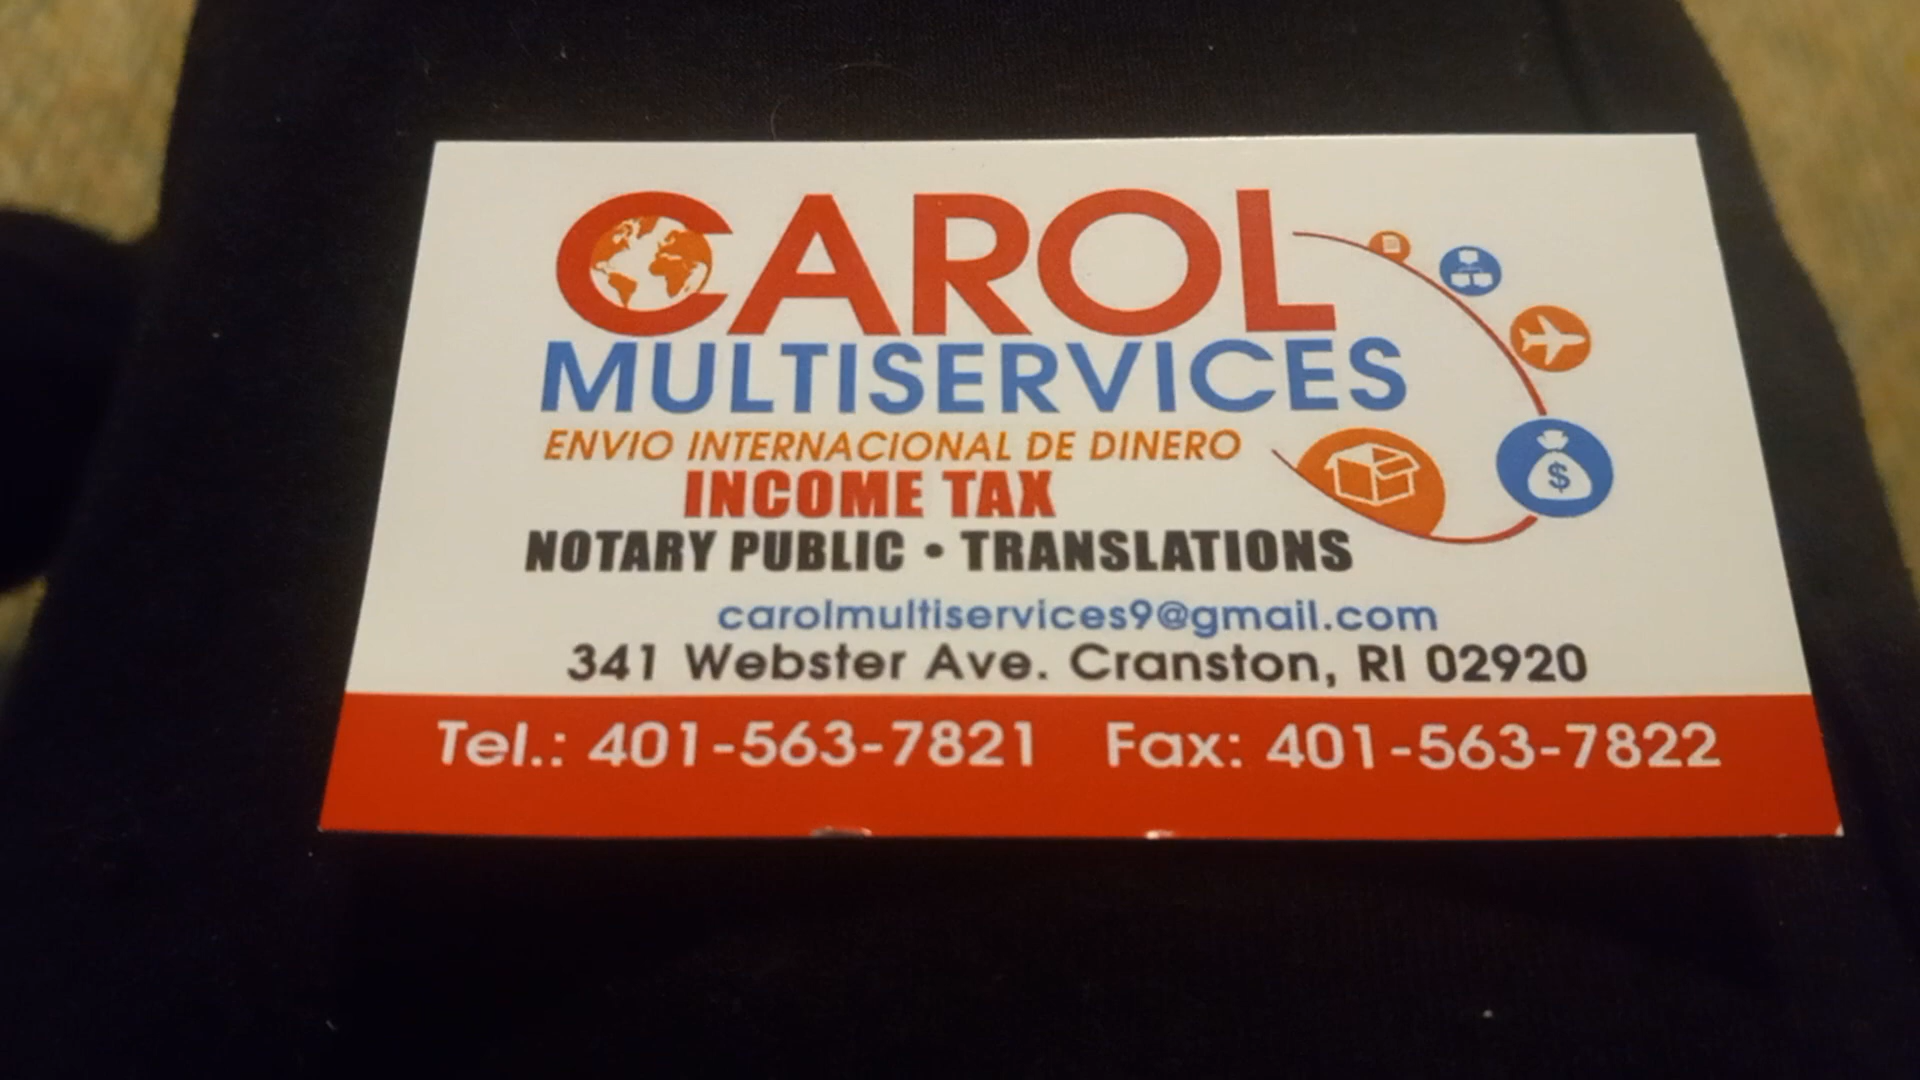 CAROL
MULTISERVICES
ENVIO INTERNACIONAL DE DINERO
INCOME TAX
NOTARY PUBLIC • TRANSLATIONS
carolmultiservices9@gmail.com
341 Webster Ave. Cranston, RI 02920
Tel.: 401-563-7821 Fax: 401-563-7822